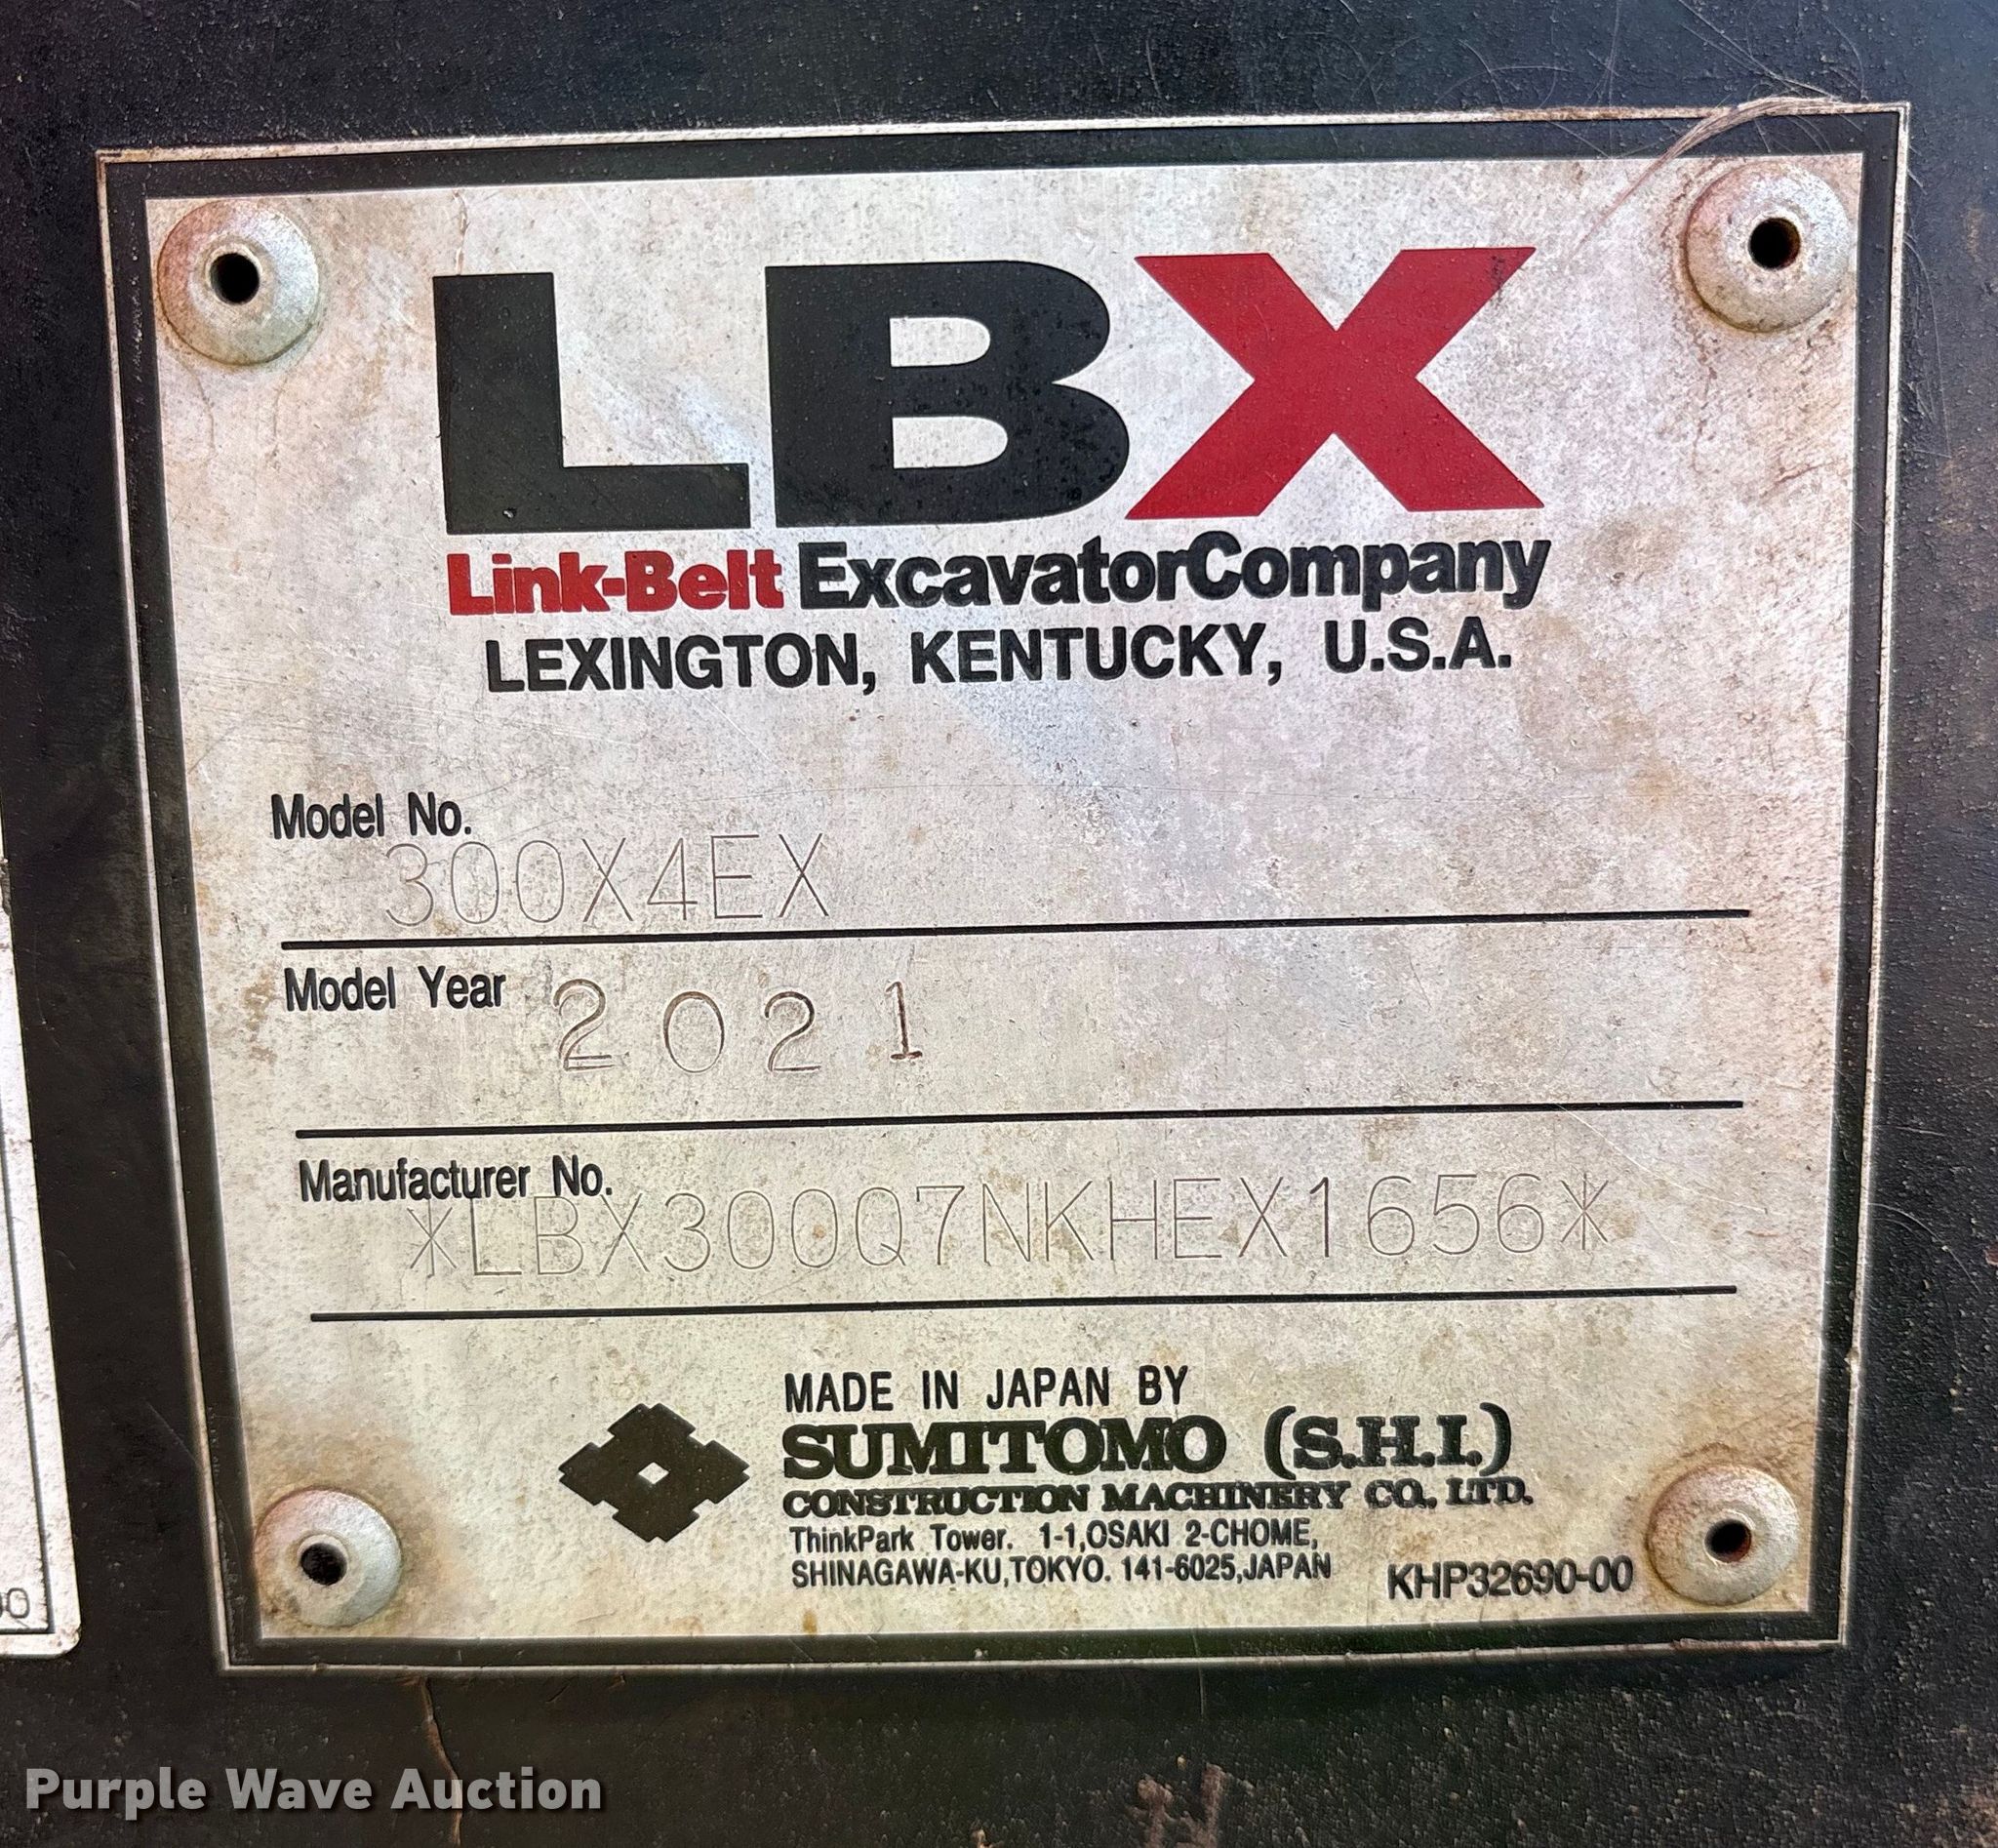 LBX
Link-Belt ExcavatorCompany
LEXINGTON, KENTUCKY, U.S.A.
Model No.
300X4EX
Model Year 2021
Manufacturer No.
*LBX300Q7NKHEX1656*
MADE IN JAPAN BY
SUMITOMO (S.H.I.)
CONSTRUCTION MACHINERY CO., LTD.
ThinkPark Tower. 1-1,OSAKI 2-CHOME,
SHINAGAWA-KU,TOKYO. 141-6025,JAPAN
KHP32690-00
00
Purple Wave Auction